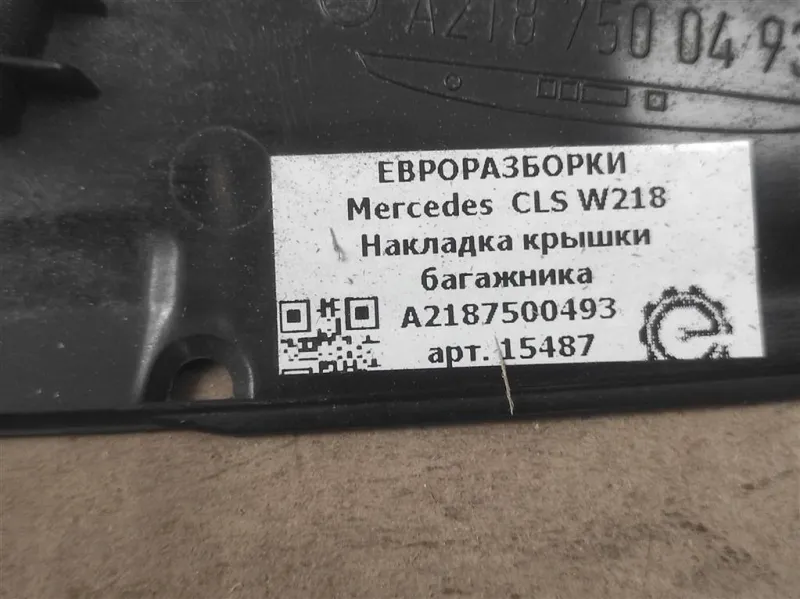 A218 750 04 93
ЕВРОРАЗБОРКИ
Mercedes CLS W218
Накладка крышки
багажника
A2187500493
арт. 15487